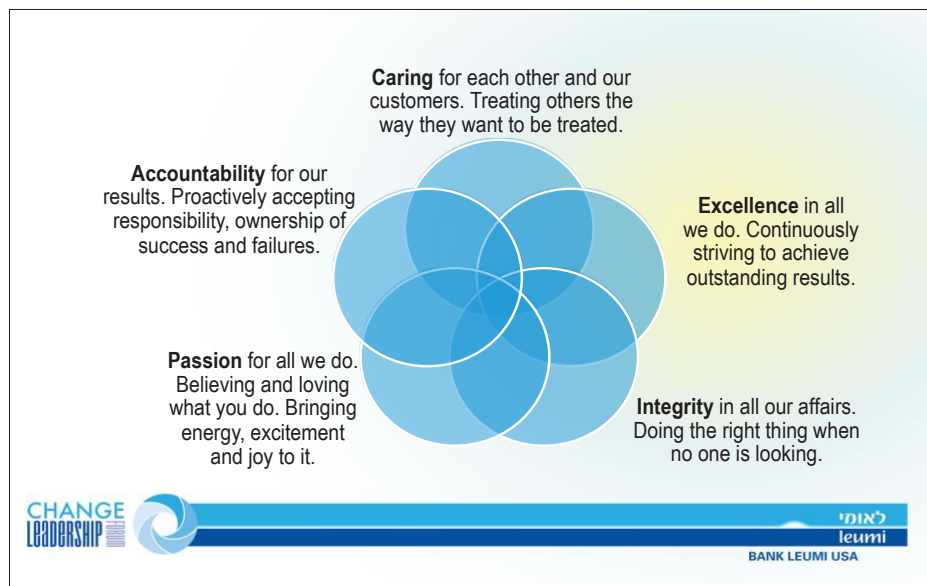 Caring for each other and our
customers. Treating others the
way they want to be treated.
Accountability for our
results. Proactively accepting
responsibility, ownership of
success and failures.
Excellence in all
we do. Continuously
striving to achieve
outstanding results.
Passion for all we do.
Believing and loving
what you do. Bringing
energy, excitement
and joy to it.
Integrity in all our affairs.
Doing the right thing when
no one is looking.
CHANGE
LEADERSHIP FORUM
לאומי
leumi
BANK LEUMI USA